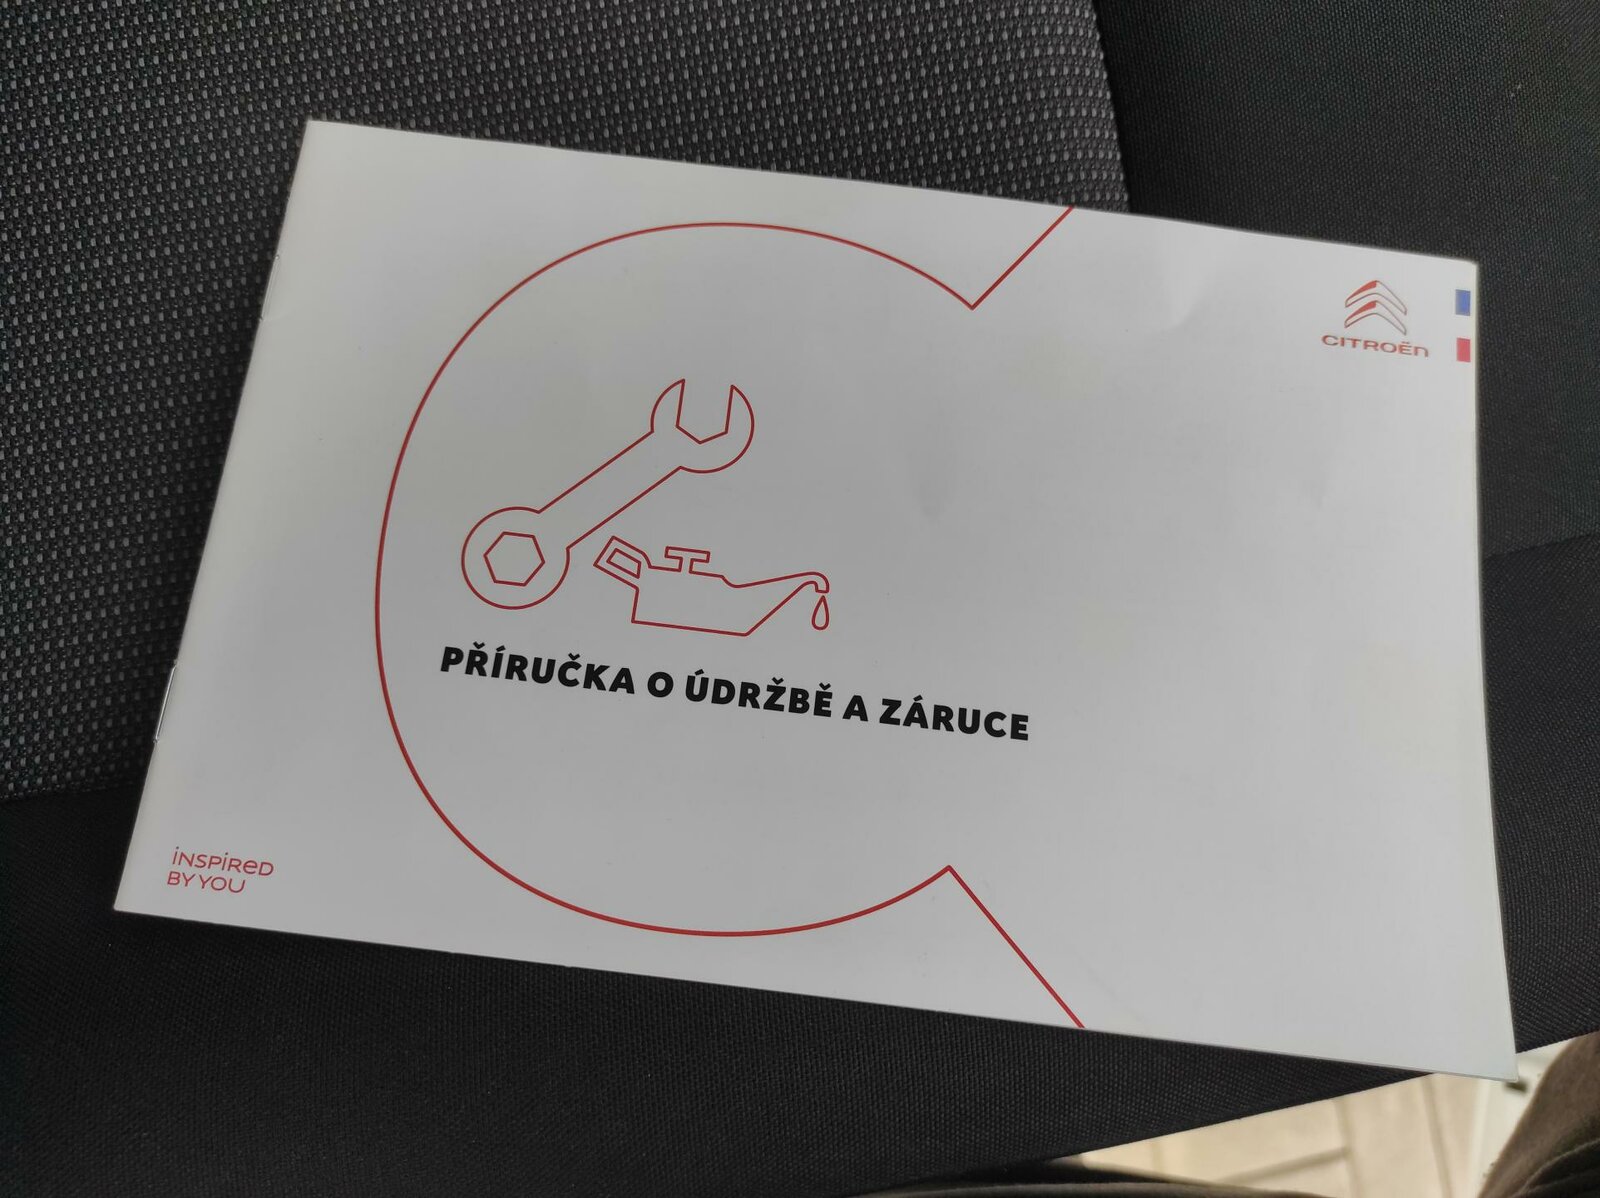 CITROËN
PŘÍRUČKA O ÚDRŽBĚ A ZÁRUCE
INSPIRED
BY YOU